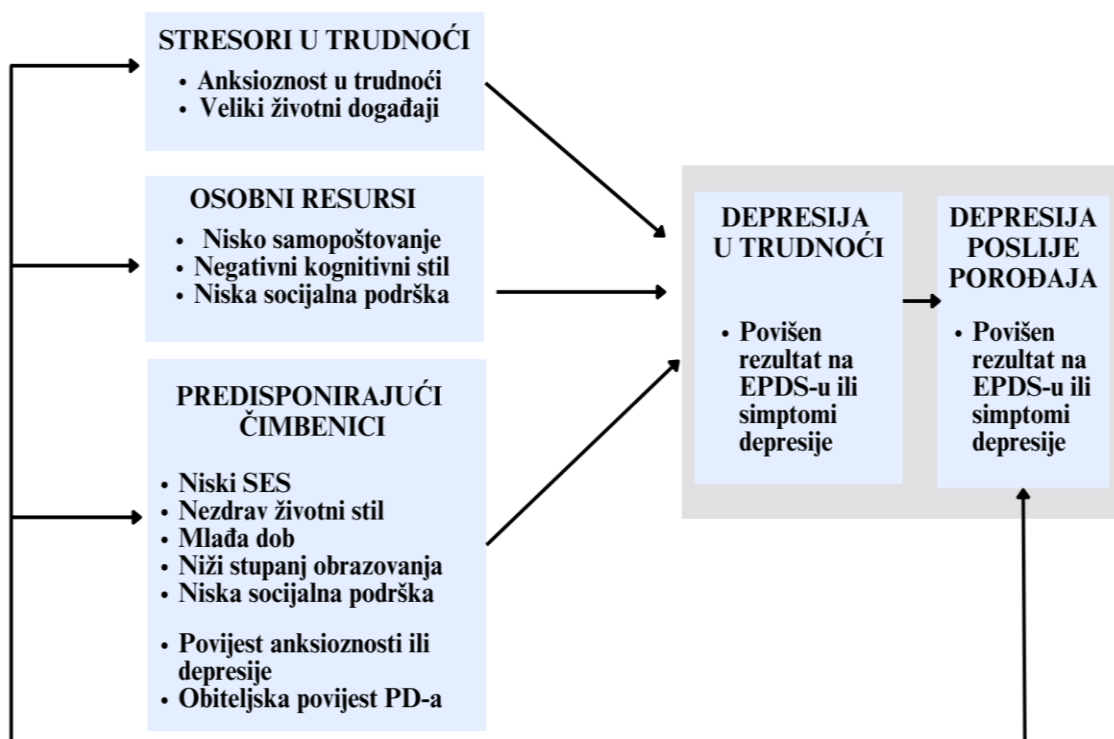 STRESORI U TRUDNOĆI
• Anksioznost u trudnoći
• Veliki životni događaji
OSOBNI RESURSI
• Nisko samopoštovanje
• Negativni kognitivni stil
• Niska socijalna podrška
PREDISPONIRAJUĆI
ČIMBENICI
• Niski SES
• Nezdrav životni stil
• Mlađa dob
• Niži stupanj obrazovanja
• Niska socijalna podrška
• Povijest anksioznosti ili
depresije
• Obiteljska povijest PD-a
DEPRESIJA
U TRUDNOĆI
• Povišen
rezultat na
EPDS-u ili
simptomi
depresije
DEPRESIJA
POSLIJE
POROĐAJA
• Povišen
rezultat na
EPDS-u ili
simptomi
depresije